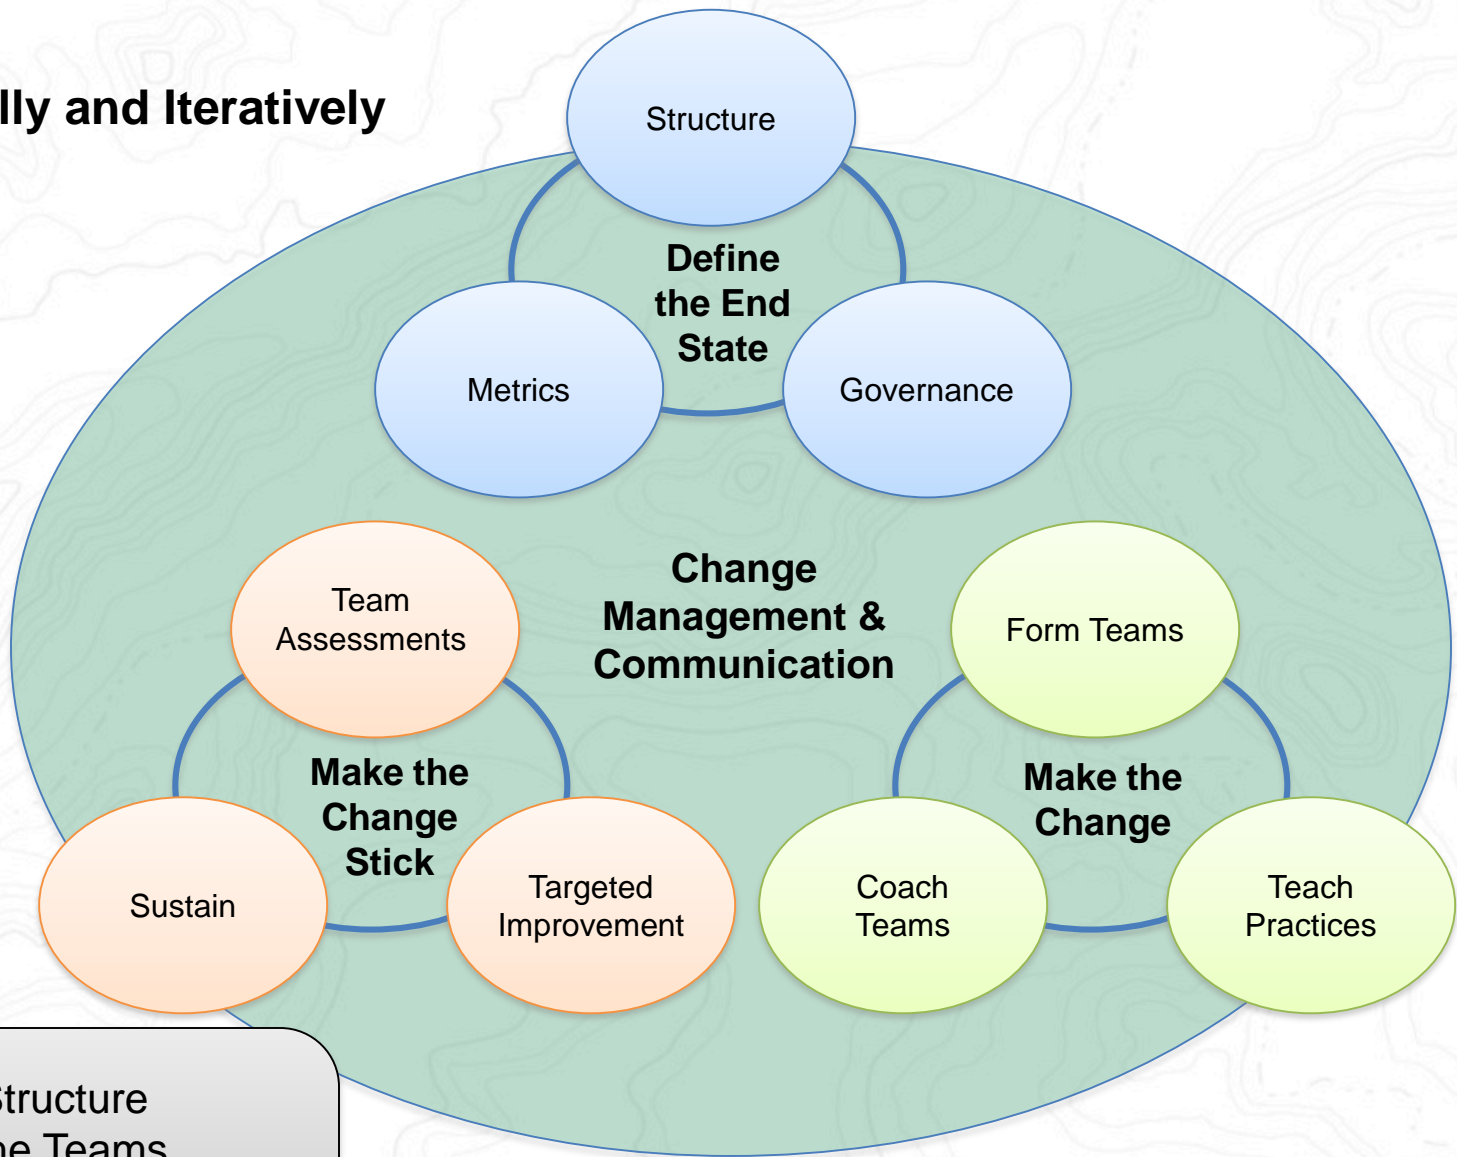 lly and Iteratively
Structure
Define
the End
State
Metrics
Governance
Change
Management &
Communication
Team
Assessments
Form Teams
Make the
Change
Stick
Make the
Change
Sustain
Targeted
Improvement
Coach
Teams
Teach
Practices
Structure
ne Teams